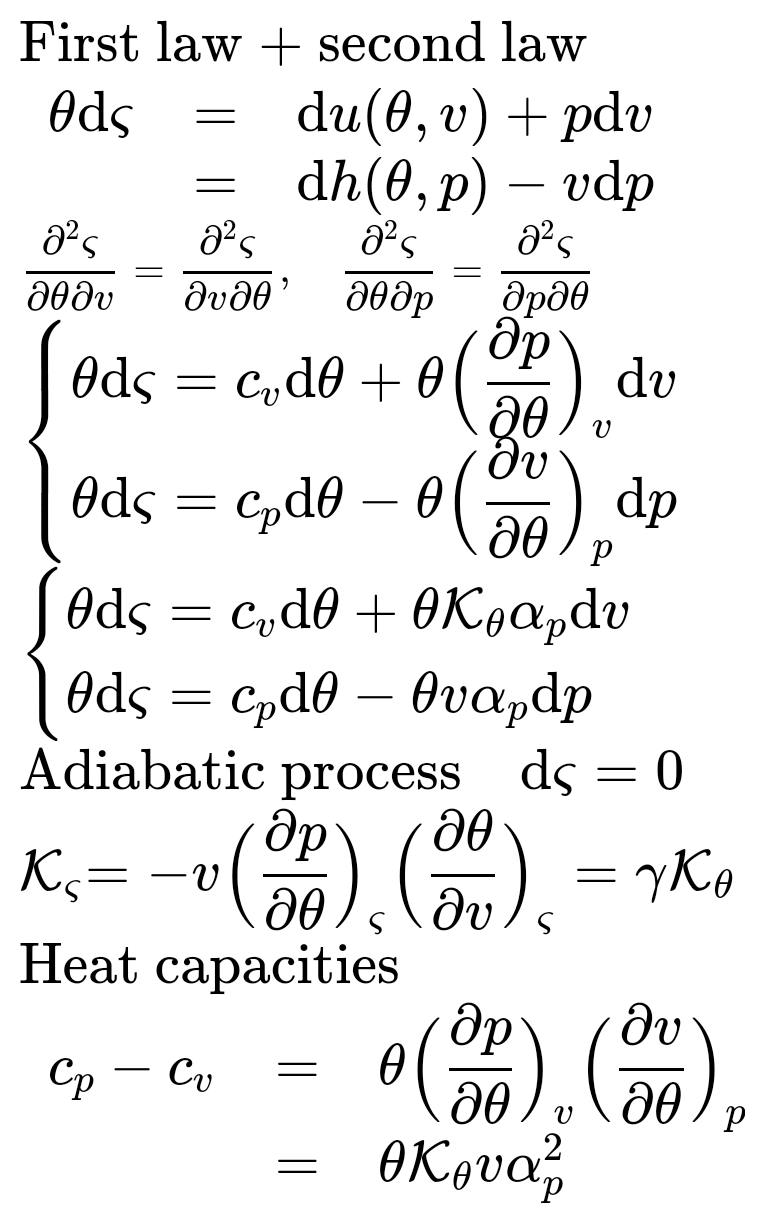 First law + second law
θdς = du(θ, v) + pdv
= dh(θ, p) − vdp
∂²ς/∂θ∂v = ∂²ς/∂v∂θ, ∂²ς/∂θ∂p = ∂²ς/∂p∂θ
θdς = c_v dθ + θ(∂p/∂θ)_v dv
θdς = c_p dθ − θ(∂v/∂θ)_p dp
θdς = c_v dθ + θ𝒦_θ α_p dv
θdς = c_p dθ − θvα_p dp
Adiabatic process dς = 0
𝒦_ς = −v(∂p/∂θ)_ς (∂θ/∂v)_ς = γ𝒦_θ
Heat capacities
c_p − c_v = θ(∂p/∂θ)_v (∂v/∂θ)_p
= θ𝒦_θ vα_p²